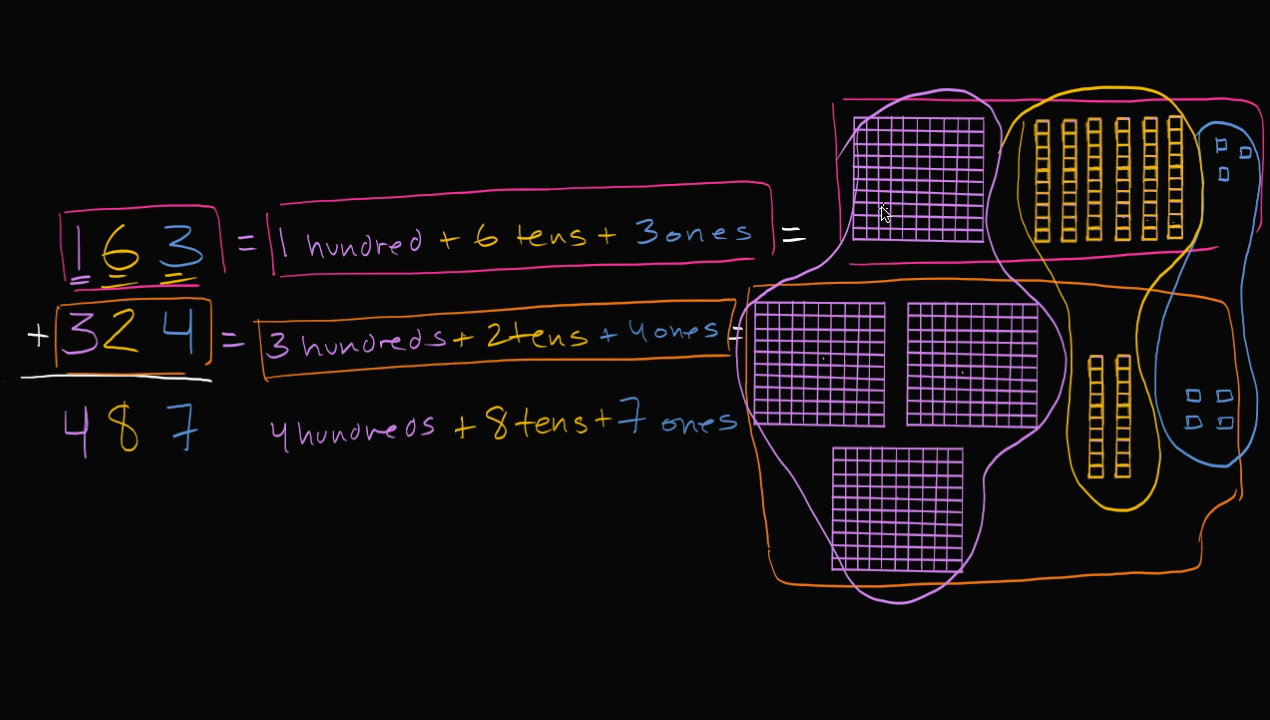 163 = 1 hundred + 6 tens + 3 ones =
+ 324 = 3 hundreds + 2 tens + 4 ones =
487 4 hundreds + 8 tens + 7 ones